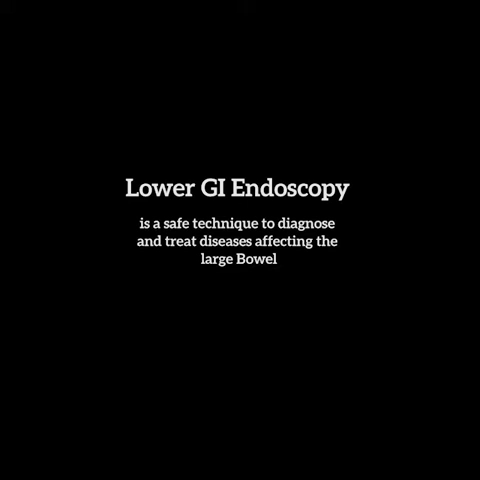 Lower GI Endoscopy
is a safe technique to diagnose
and treat diseases affecting the
large Bowel